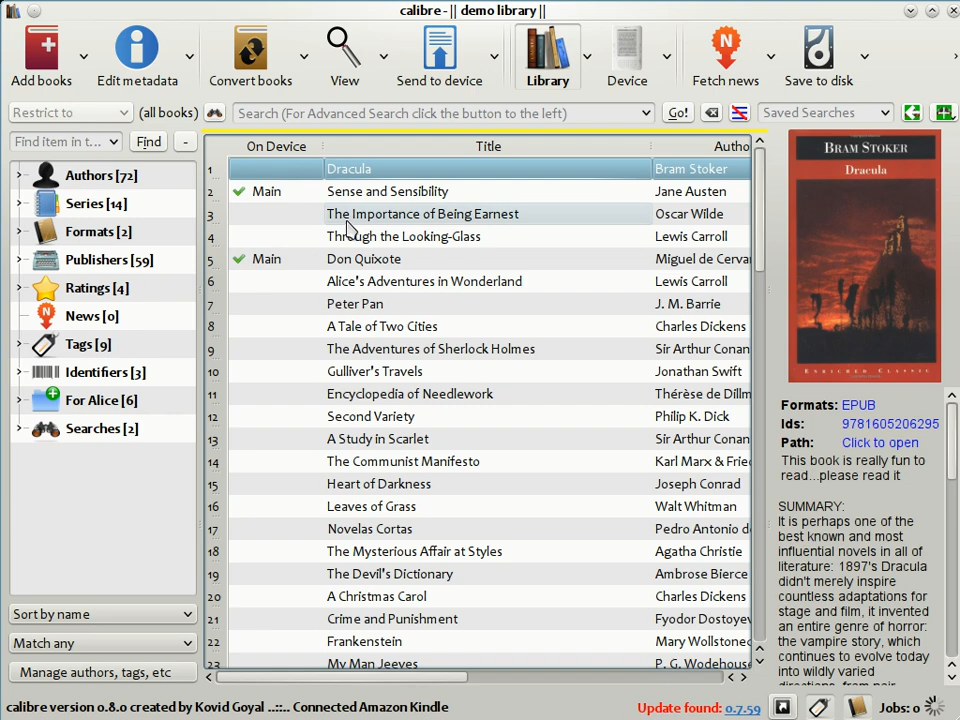 calibre - || demo library ||
Add books
Edit metadata
Convert books
View
Send to device
Library
Device
Fetch news
Save to disk
Restrict to
(all books)
Search (For Advanced Search click the button to the left)
Go!
Saved Searches
Find item in t...
Find
-
Authors [72]
Series [14]
Formats [2]
Publishers [59]
Ratings [4]
News [0]
Tags [9]
Identifiers [3]
For Alice [6]
Searches [2]
Sort by name
Match any
Manage authors, tags, etc
On Device Title Autho
1 Dracula Bram Stoker
2 Main Sense and Sensibility Jane Austen
3 The Importance of Being Earnest Oscar Wilde
4 Through the Looking-Glass Lewis Carroll
5 Main Don Quixote Miguel de Cervan
6 Alice's Adventures in Wonderland Lewis Carroll
7 Peter Pan J. M. Barrie
8 A Tale of Two Cities Charles Dickens
9 The Adventures of Sherlock Holmes Sir Arthur Conan
10 Gulliver's Travels Jonathan Swift
11 Encyclopedia of Needlework Thérèse de Dillm
12 Second Variety Philip K. Dick
13 A Study in Scarlet Sir Arthur Conan
14 The Communist Manifesto Karl Marx & Fried
15 Heart of Darkness Joseph Conrad
16 Leaves of Grass Walt Whitman
17 Novelas Cortas Pedro Antonio d
18 The Mysterious Affair at Styles Agatha Christie
19 The Devil's Dictionary Ambrose Bierce
20 A Christmas Carol Charles Dickens
21 Crime and Punishment Fyodor Dostoyev
22 Frankenstein Mary Wollstonec
23 My Man Jeeves P. G. Wodehouse
BRAM STOKER
Dracula
ENRICHED CLASSIC
Formats: EPUB
Ids: 9781605206295
Path: Click to open
This book is really fun to
read...please read it
SUMMARY:
It is perhaps one of the
best known and most
influential novels in all of
literature: 1897's Dracula
didn't merely inspire
countless adaptations for
stage and film, it invented
an entire genre of horror:
the vampire story, which
continues to evolve today
into wildly varied
calibre version 0.8.0 created by Kovid Goyal ..::.. Connected Amazon Kindle
Update found: 0.7.59
Jobs: 0